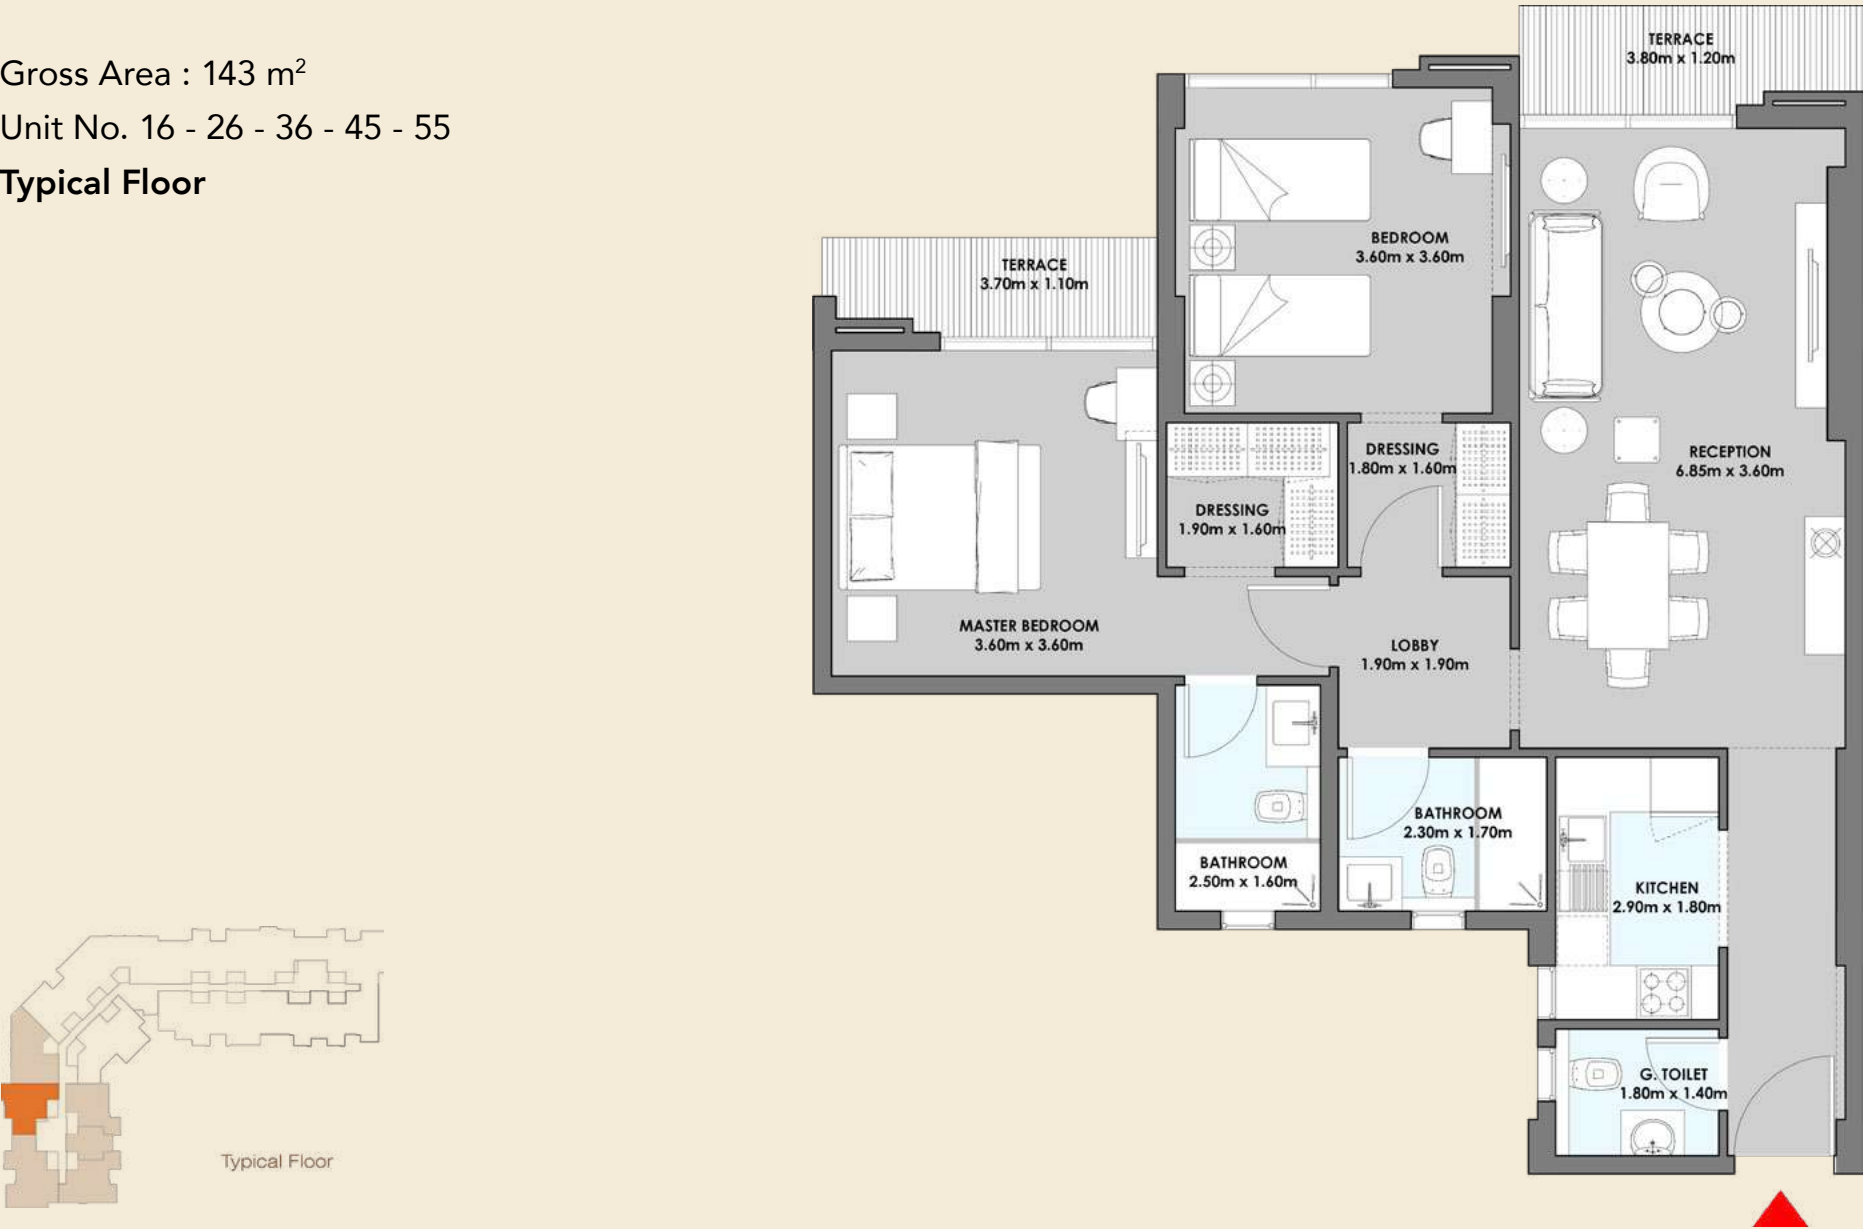 Gross Area : 143 m²
Unit No. 16 - 26 - 36 - 45 - 55
Typical Floor
TERRACE
3.80m x 1.20m
BEDROOM
3.60m x 3.60m
TERRACE
3.70m x 1.10m
DRESSING
1.80m x 1.60m
RECEPTION
6.85m x 3.60m
DRESSING
1.90m x 1.60m
MASTER BEDROOM
3.60m x 3.60m
LOBBY
1.90m x 1.90m
BATHROOM
2.30m x 1.70m
BATHROOM
2.50m x 1.60m
KITCHEN
2.90m x 1.80m
G. TOILET
1.80m x 1.40m
Typical Floor